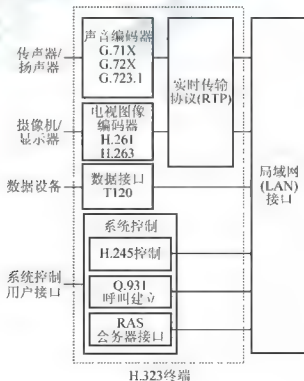 传声器/
扬声器
声音编码器
G.71X
G.72X
G.723.1
实时传输
协议(RTP)
摄像机/
显示器
电视图像
编码器
H.261
H.263
局域网
(LAN)
接口
数据设备
数据接口
T120
系统控制
用户接口
系统控制
H.245控制
Q.931
呼叫建立
RAS
会务器接口
H.323终端